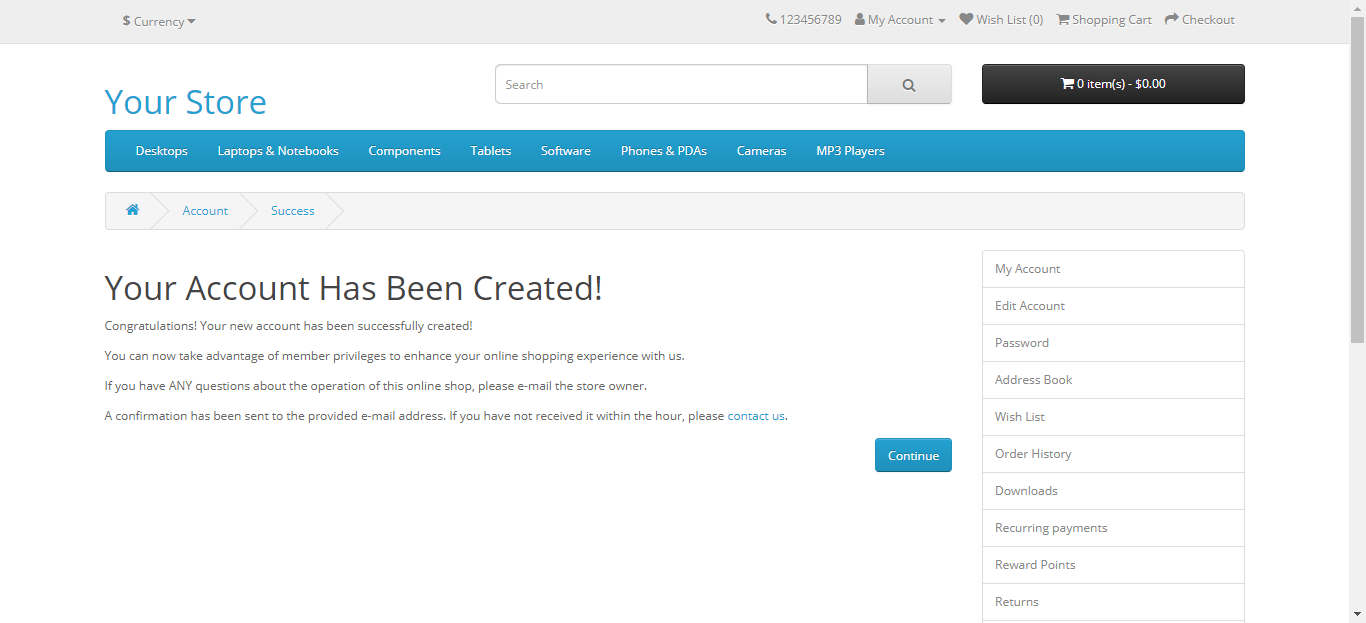 $ Currency
123456789 My Account Wish List (0) Shopping Cart Checkout
Your Store
Search
0 item(s) - $0.00
Desktops Laptops & Notebooks Components Tablets Software Phones & PDAs Cameras MP3 Players
Account Success
Your Account Has Been Created!
Congratulations! Your new account has been successfully created!
You can now take advantage of member privileges to enhance your online shopping experience with us.
If you have ANY questions about the operation of this online shop, please e-mail the store owner.
A confirmation has been sent to the provided e-mail address. If you have not received it within the hour, please contact us.
Continue
My Account
Edit Account
Password
Address Book
Wish List
Order History
Downloads
Recurring payments
Reward Points
Returns